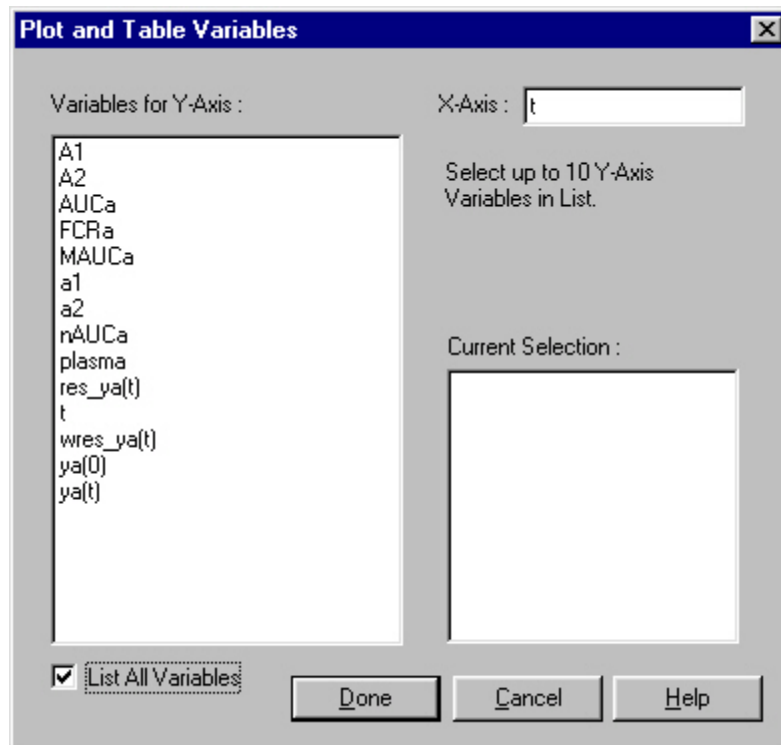 Plot and Table Variables
Variables for Y-Axis :
A1
A2
AUCa
FCRa
MAUCa
a1
a2
nAUCa
plasma
res_ya(t)
t
wres_ya(t)
ya(0)
ya(t)
List All Variables
X-Axis : t
Select up to 10 Y-Axis
Variables in List.
Current Selection :
Done
Cancel
Help